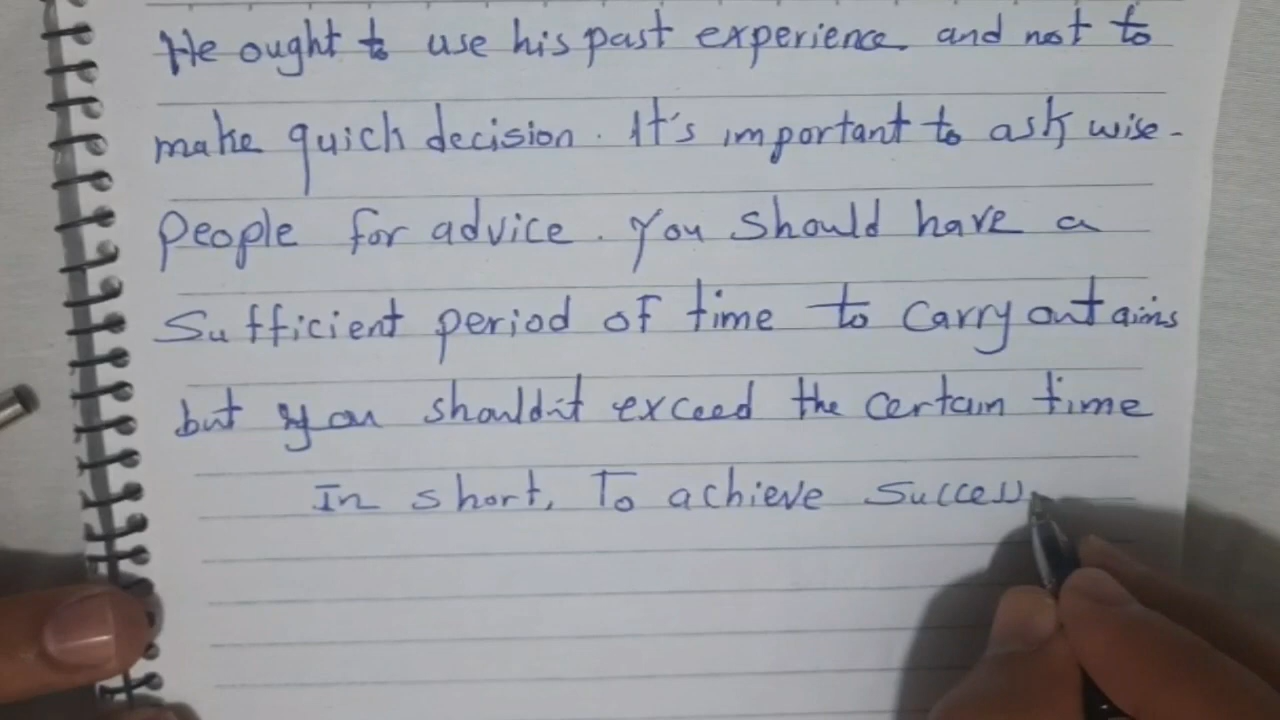 He ought to use his past experience and not to
make quich decision. It's important to ask wise-
people for advice. You should have a
sufficient period of time to carry out aims
but you shouldn't exceed the certain time
In short, To achieve success